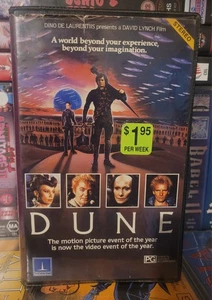 DINO DE LAURENTIIS presents a DAVID LYNCH Film
STEREO
A world beyond your experience,
beyond your imagination.
$1.95
PER WEEK
DUNE
The motion picture event of the year
is now the video event of the year.
PG